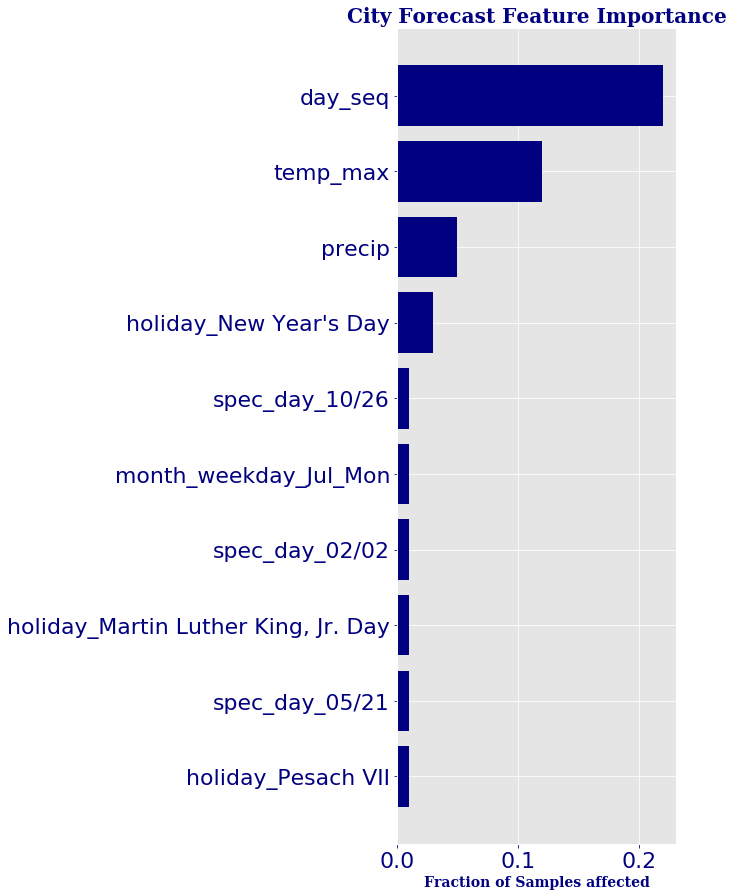 City Forecast Feature Importance
day_seq
temp_max
precip
holiday_New Year's Day
spec_day_10/26
month_weekday_Jul_Mon
spec_day_02/02
holiday_Martin Luther King, Jr. Day
spec_day_05/21
holiday_Pesach VII
0.0 0.1 0.2
Fraction of Samples affected